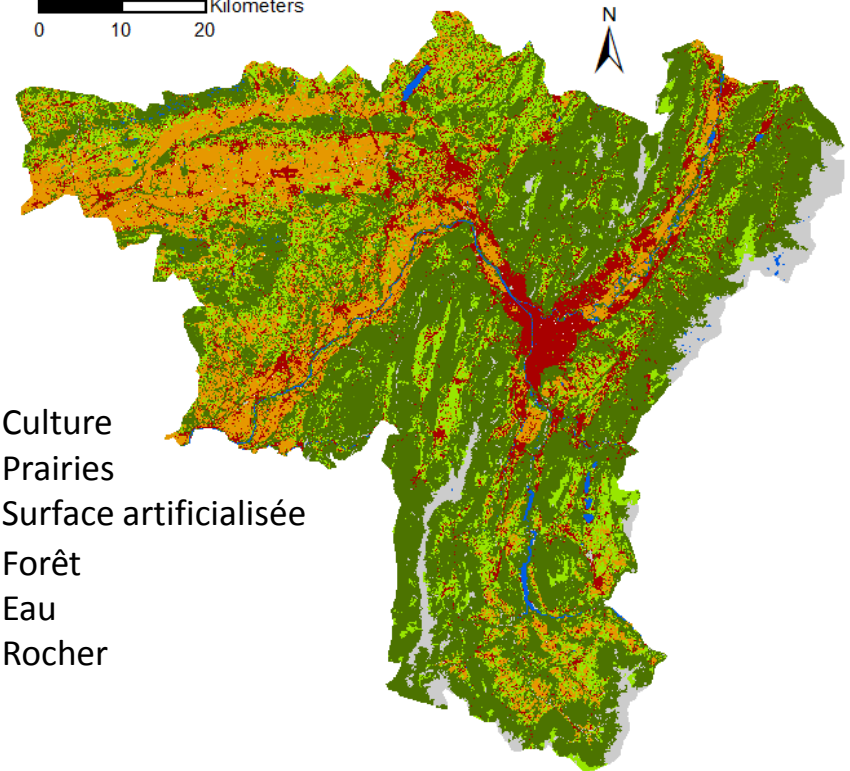 Kilometers
0 10 20
N
Culture
Prairies
Surface artificialisée
Forêt
Eau
Rocher